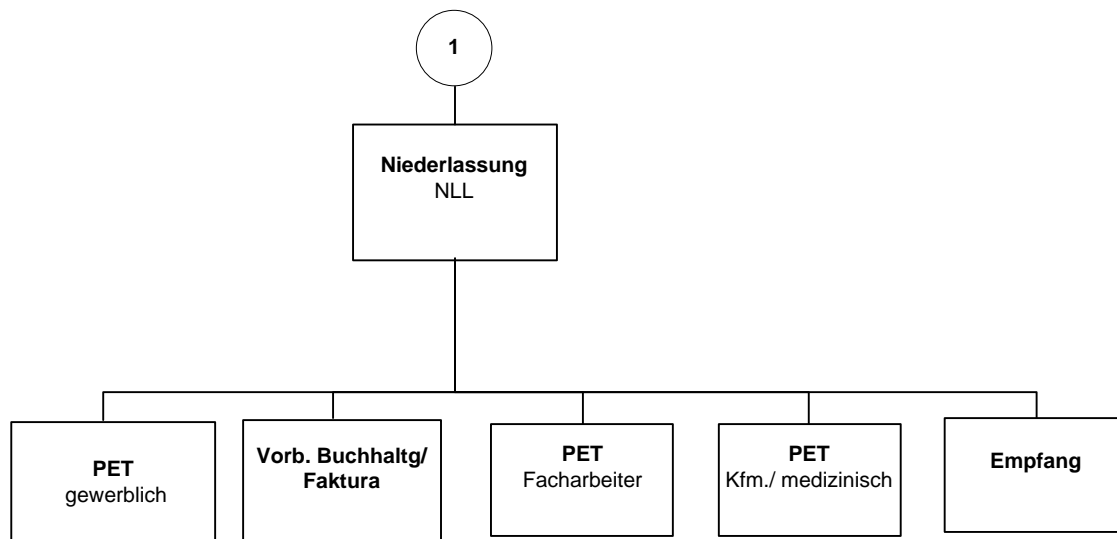 1
Niederlassung
NLL
PET
gewerblich
Vorb. Buchhaltg/
Faktura
PET
Facharbeiter
PET
Kfm./ medizinisch
Empfang